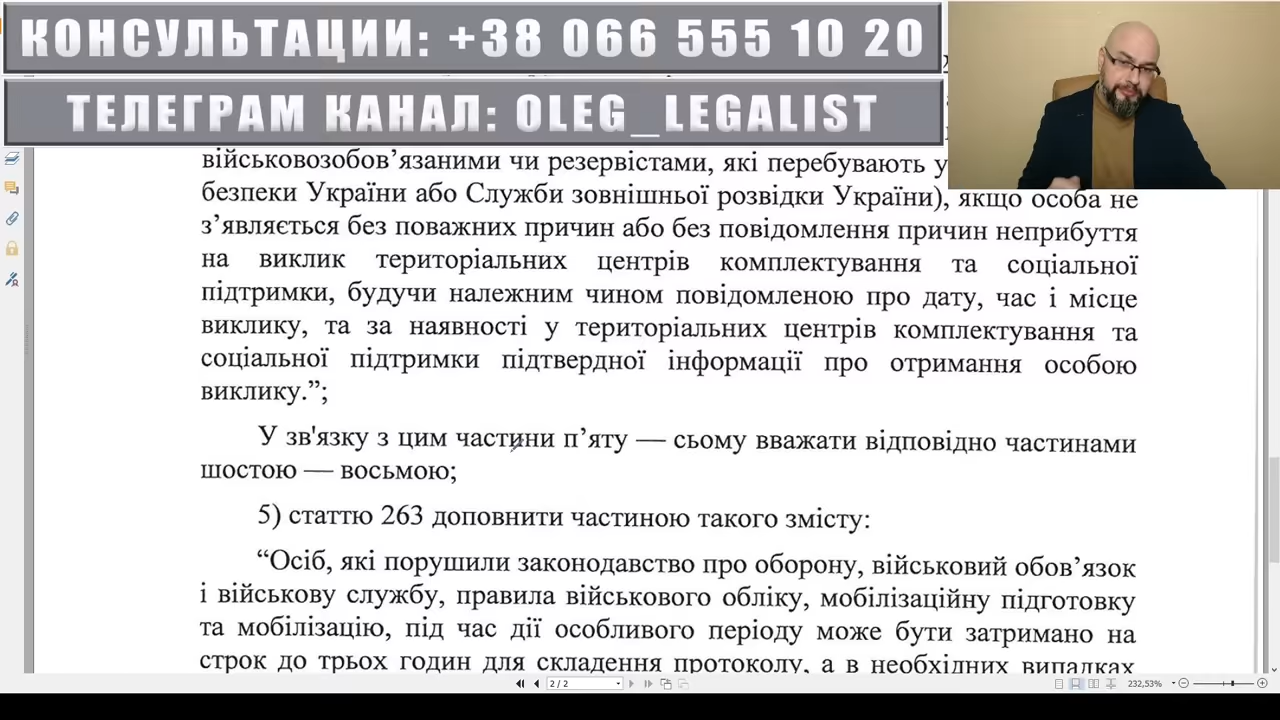 КОНСУЛЬТАЦИИ: +38 066 555 10 20
ТЕЛЕГРАМ КАНАЛ: OLEG_LEGALIST
військовозобов’язаними чи резервістами, які перебувають у
безпеки України або Служби зовнішньої розвідки України), якщо особа не
з’являється без поважних причин або без повідомлення причин неприбуття
на виклик територіальних центрів комплектування та соціальної
підтримки, будучи належним чином повідомленою про дату, час і місце
виклику, та за наявності у територіальних центрів комплектування та
соціальної підтримки підтвердної інформації про отримання особою
виклику.”;
У зв'язку з цим частини п’яту — сьому вважати відповідно частинами
шостою — восьмою;
5) статтю 263 доповнити частиною такого змісту:
“Осіб, які порушили законодавство про оборону, військовий обов’язок
і військову службу, правила військового обліку, мобілізаційну підготовку
та мобілізацію, під час дії особливого періоду може бути затримано на
строк до трьох годин для складення протоколу, а в необхідних випадках
2 / 2
232,53%